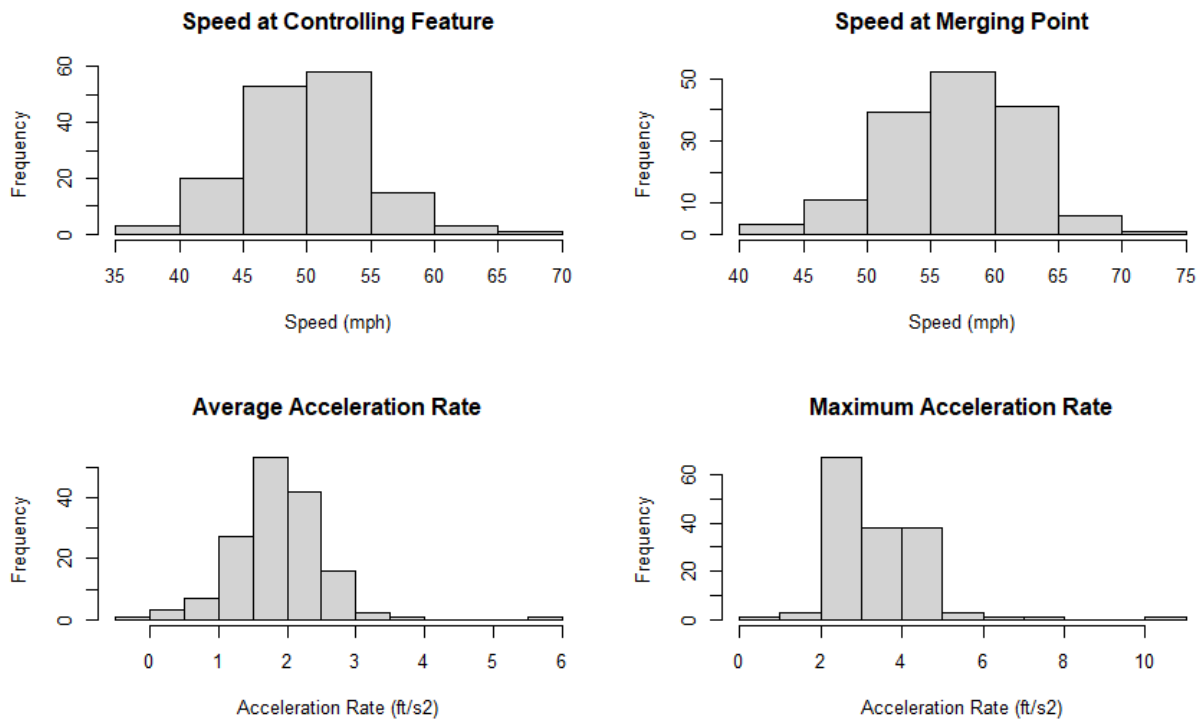 Speed at Controlling Feature
Frequency
0 20 40 60
35 40 45 50 55 60 65 70
Speed (mph)
Speed at Merging Point
Frequency
0 10 30 50
40 45 50 55 60 65 70 75
Speed (mph)
Average Acceleration Rate
Frequency
0 20 40
0 1 2 3 4 5 6
Acceleration Rate (ft/s2)
Maximum Acceleration Rate
Frequency
0 20 40 60
0 2 4 6 8 10
Acceleration Rate (ft/s2)